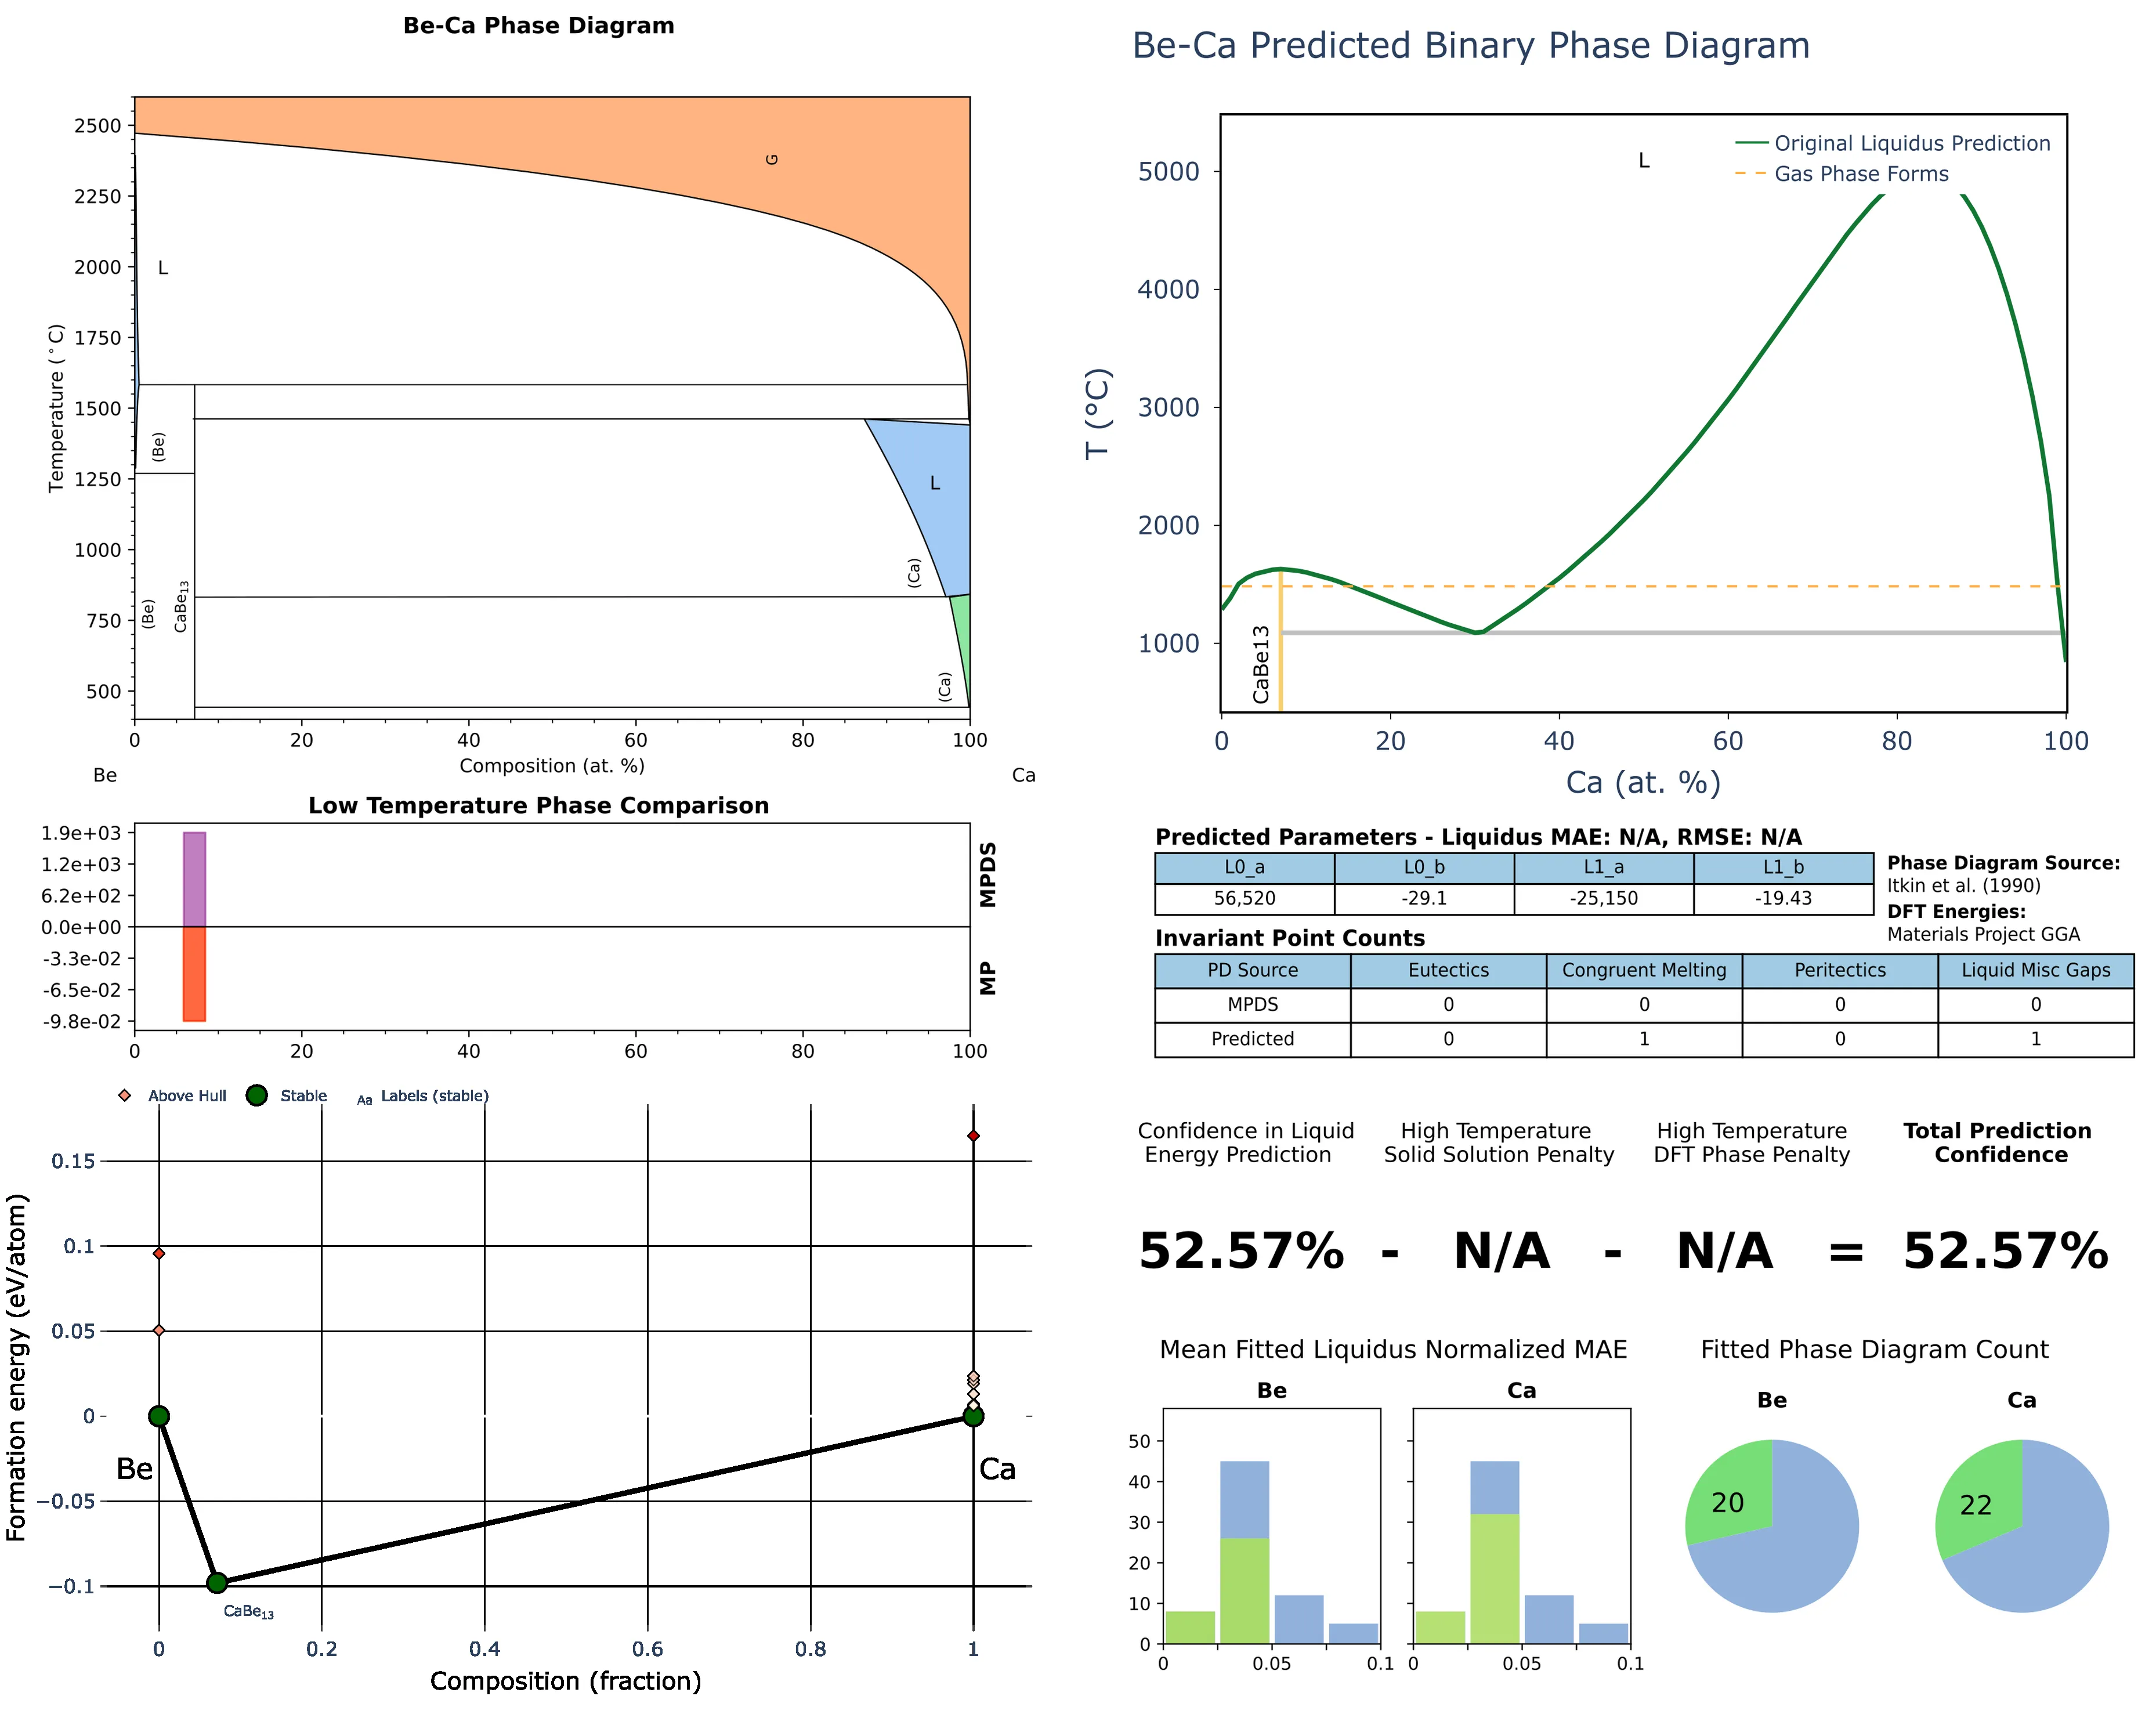 Be-Ca Phase Diagram
2500
2250
2000
1750
1500
1250
1000
750
500
Temperature (°C)
G
L
(Be)
L
(Ca)
(Be)
CaBe13
(Ca)
0 20 40 60 80 100
Composition (at. %)
Be Ca
Low Temperature Phase Comparison
1.9e+03
1.2e+03
6.2e+02
0.0e+00
-3.3e-02
-6.5e-02
-9.8e-02
MPDS
MP
0 20 40 60 80 100
Above Hull Stable Aa Labels (stable)
0.15
0.1
0.05
0
−0.05
−0.1
Formation energy (eV/atom)
Be
Ca
CaBe13
0 0.2 0.4 0.6 0.8 1
Composition (fraction)
Be-Ca Predicted Binary Phase Diagram
L
Original Liquidus Prediction
Gas Phase Forms
5000
4000
3000
2000
1000
T (°C)
CaBe13
0 20 40 60 80 100
Ca (at. %)
Predicted Parameters - Liquidus MAE: N/A, RMSE: N/A
L0_a L0_b L1_a L1_b
56,520 -29.1 -25,150 -19.43
Phase Diagram Source:
Itkin et al. (1990)
DFT Energies:
Materials Project GGA
Invariant Point Counts
PD Source Eutectics Congruent Melting Peritectics Liquid Misc Gaps
MPDS 0 0 0 0
Predicted 0 1 0 1
Confidence in Liquid
Energy Prediction
High Temperature
Solid Solution Penalty
High Temperature
DFT Phase Penalty
Total Prediction
Confidence
52.57% - N/A - N/A = 52.57%
Mean Fitted Liquidus Normalized MAE
Be Ca
50
40
30
20
10
0
0 0.05 0.1 0 0.05 0.1
Fitted Phase Diagram Count
Be Ca
20 22